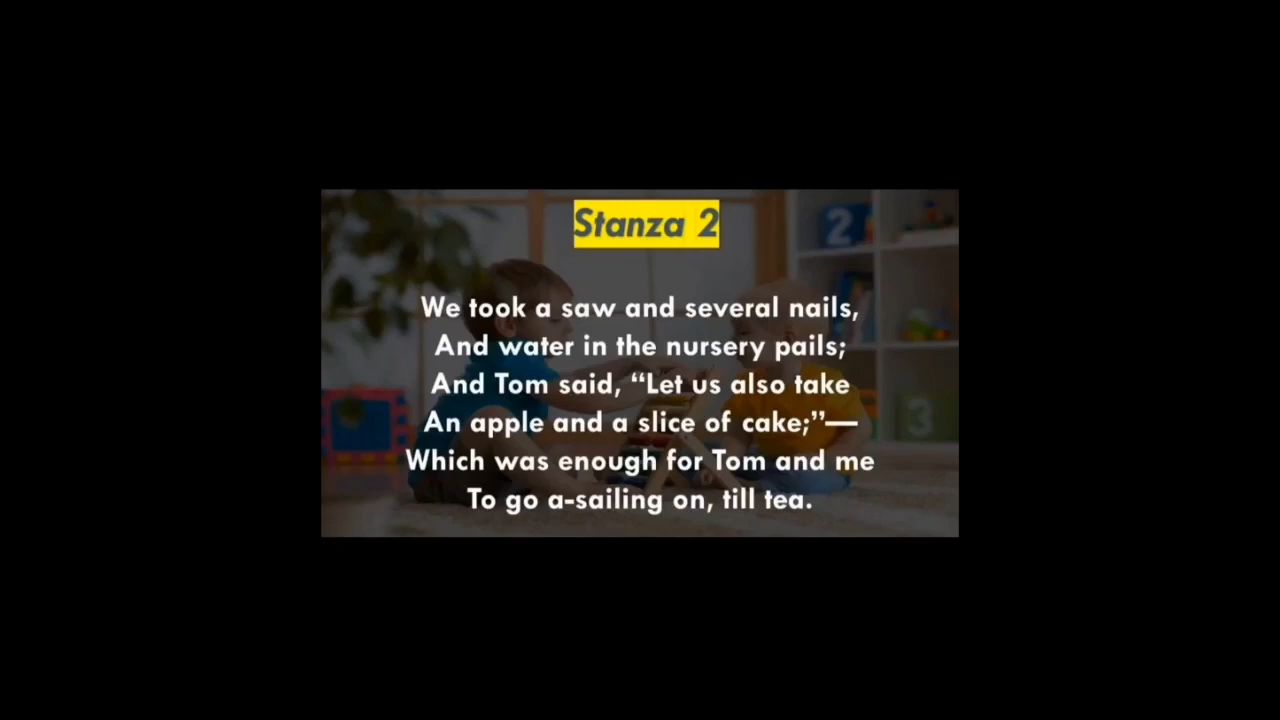 Stanza 2
We took a saw and several nails,
And water in the nursery pails;
And Tom said, “Let us also take
An apple and a slice of cake;”—
Which was enough for Tom and me
To go a-sailing on, till tea.
2
3